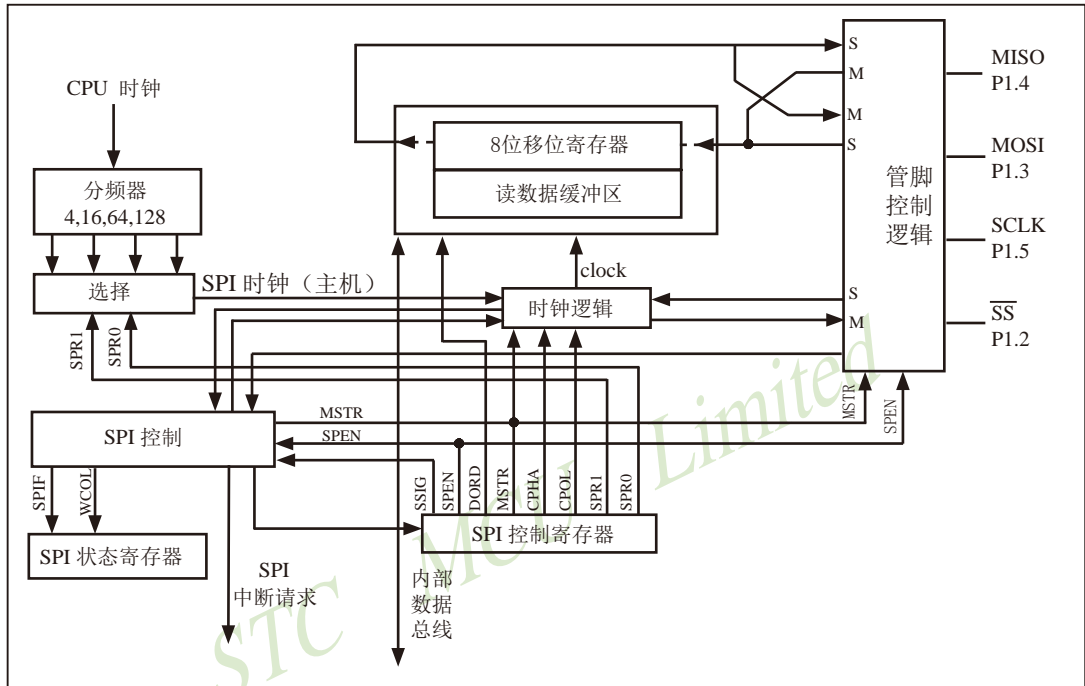 CPU 时钟
分频器
4,16,64,128
选择
SPI 时钟（主机）
SPR1
SPR0
8位移位寄存器
读数据缓冲区
clock
时钟逻辑
S
M
M
S
S
M
管脚
控制
逻辑
MISO
P1.4
MOSI
P1.3
SCLK
P1.5
SS
P1.2
MSTR
SPEN
SPI 控制
MSTR
SPEN
SPIF
WCOL
SPI 状态寄存器
SPI
中断请求
SSIG
SPEN
DORD
MSTR
CPHA
CPOL
SPR1
SPR0
SPI 控制寄存器
内部
数据
总线
STC MCU Limited